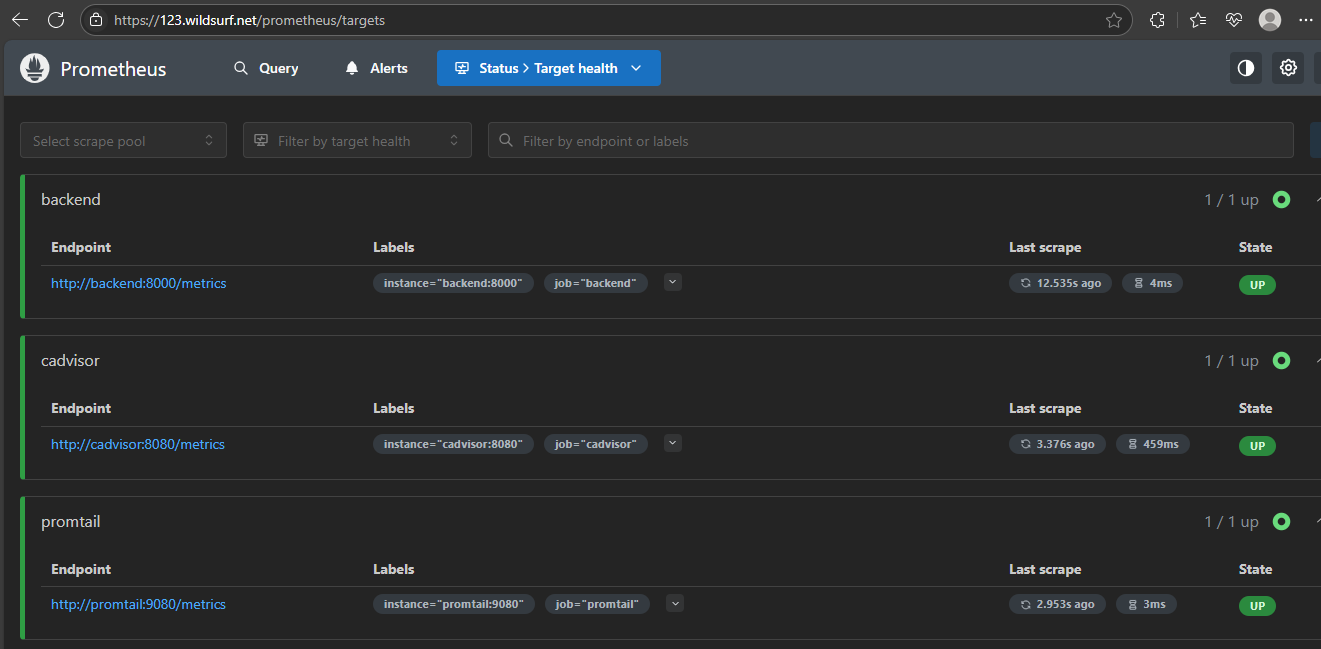 https://123.wildsurf.net/prometheus/targets
Prometheus Query Alerts Status > Target health
Select scrape pool Filter by target health Filter by endpoint or labels
backend 1 / 1 up
Endpoint Labels Last scrape State
http://backend:8000/metrics instance="backend:8000" job="backend" 12.535s ago 4ms UP
cadvisor 1 / 1 up
Endpoint Labels Last scrape State
http://cadvisor:8080/metrics instance="cadvisor:8080" job="cadvisor" 3.376s ago 459ms UP
promtail 1 / 1 up
Endpoint Labels Last scrape State
http://promtail:9080/metrics instance="promtail:9080" job="promtail" 2.953s ago 3ms UP